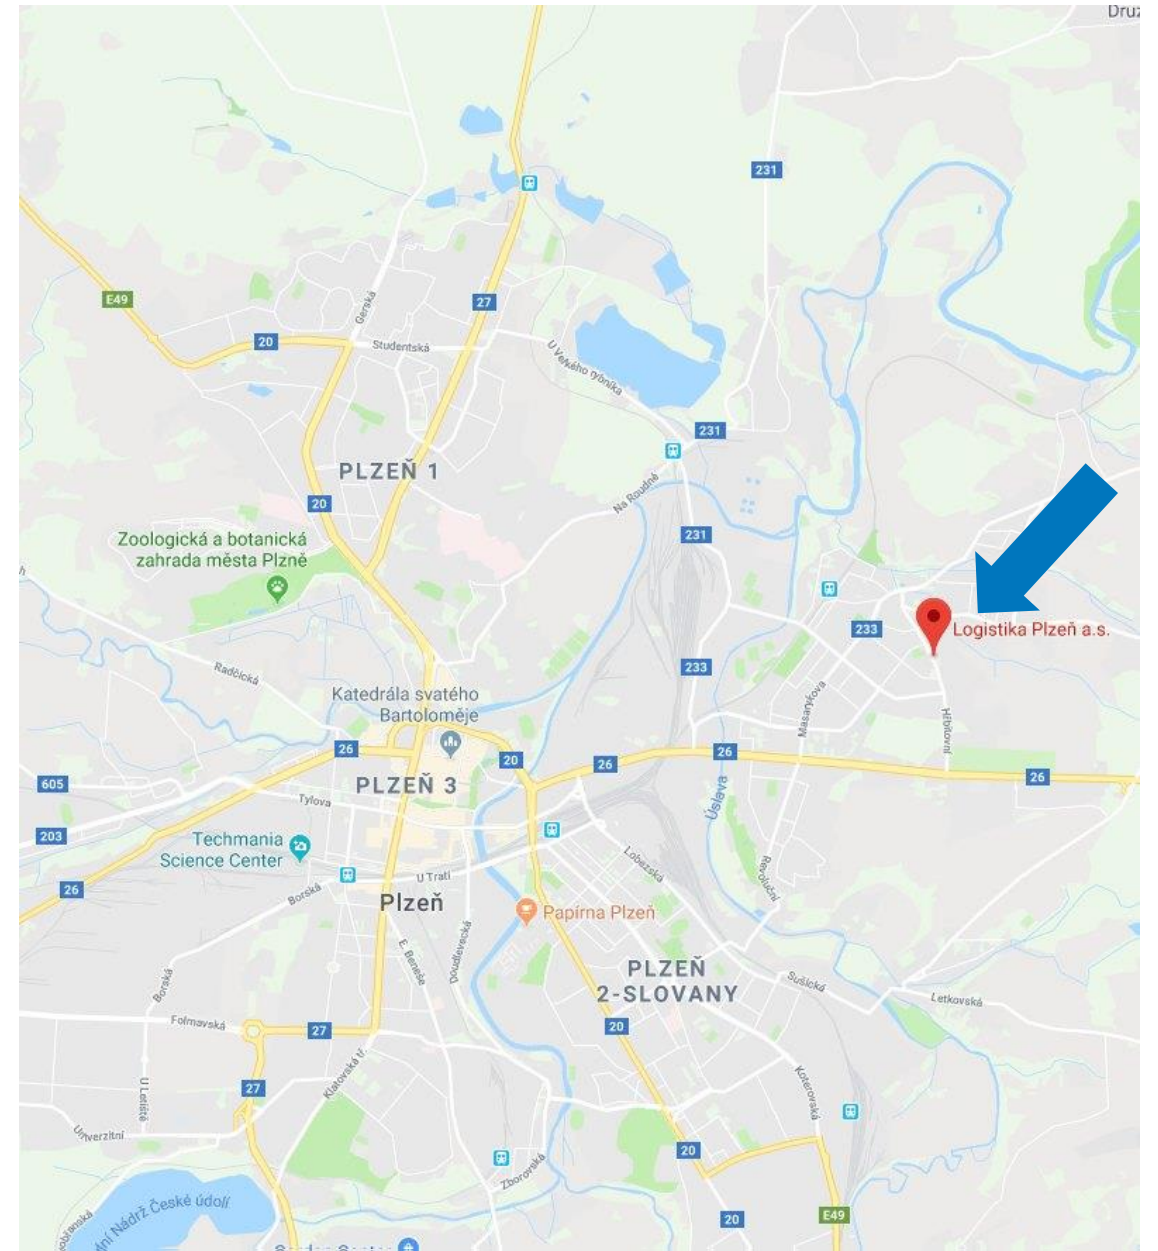 231
E49
27
20
Gerská
Studentská
U Velkého rybníka
231
PLZEŇ 1
20
Na Roudné
231
Zoologická a botanická
zahrada města Plzně
233
Logistika Plzeň a.s.
233
Radčická
Katedrála svatého
Bartoloměje
Masarykova
Hřbitovní
26
20
26
26
26
605
PLZEŇ 3
Úslava
Tylova
203
Techmania
Science Center
Lobezská
Revoluční
26
U Trati
Borská
Plzeň
Papírna Plzeň
E. Beneše
Doudlevecká
PLZEŇ
2-SLOVANY
Borská
Sušická
Letkovská
Folmavská
27
20
Klatovská tř.
U Letiště
27
Koterovská
Univerzitní
20
Zborovská
České údolí
20
E49